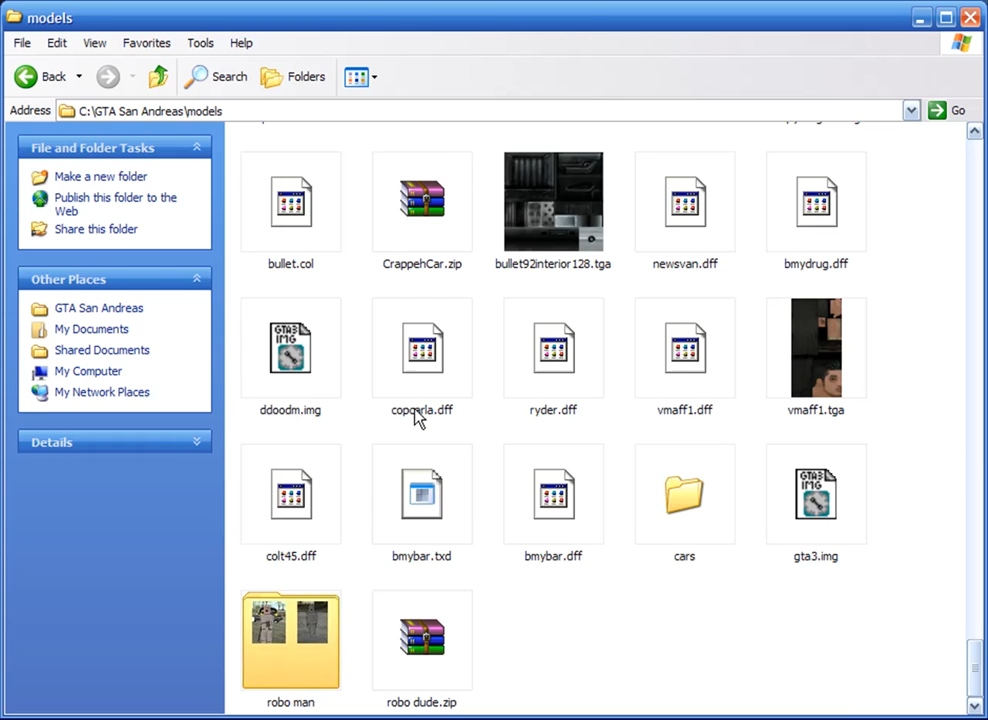 models
File Edit View Favorites Tools Help
Back Search Folders
Address C:\GTA San Andreas\models Go
File and Folder Tasks
Make a new folder
Publish this folder to the
Web
Share this folder
Other Places
GTA San Andreas
My Documents
Shared Documents
My Computer
My Network Places
Details
bullet.col CrappehCar.zip bullet92interior128.tga newsvan.dff bmydrug.dff
GTA3
IMG
ddoodm.img ryder.dff vmaff1.dff vmaff1.tga
GTA3
IMG
colt45.dff bmybar.txd bmybar.dff cars gta3.img
robo man robo dude.zip